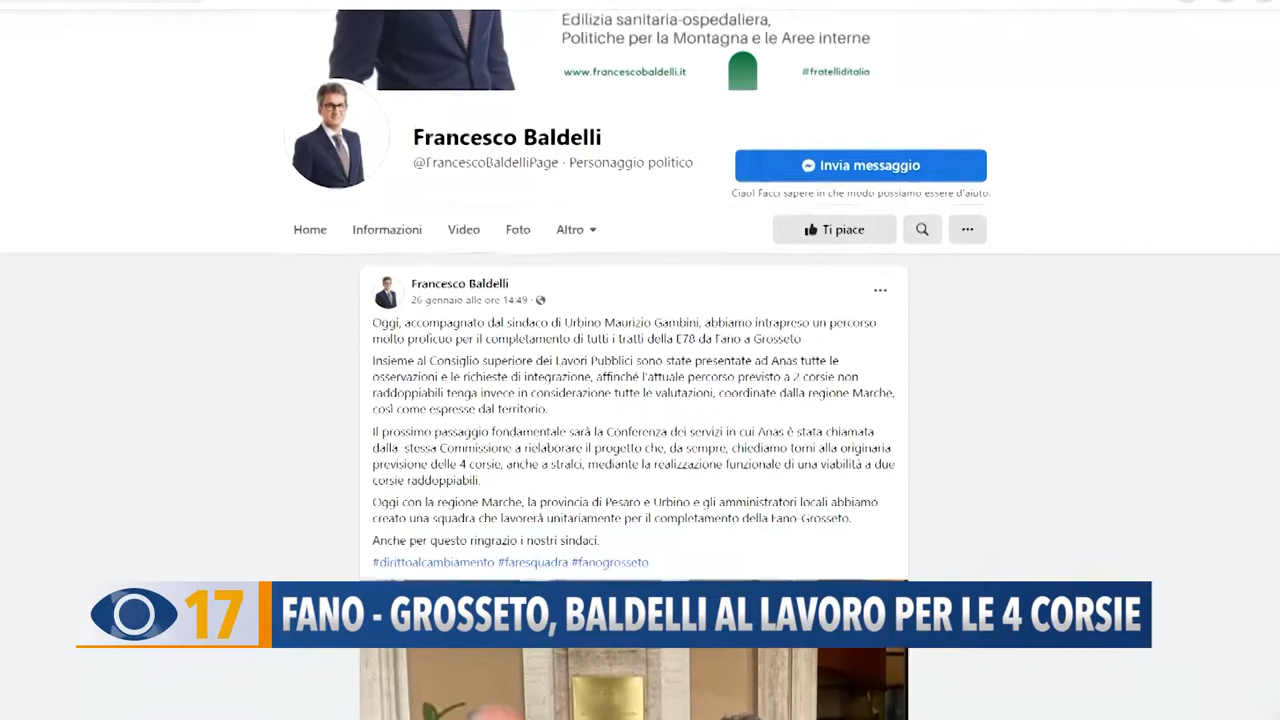 Edilizia sanitaria-ospedaliera,
Politiche per la Montagna e le Aree interne
www.francescobaldelli.it
#fratelliditalia
Francesco Baldelli
@FrancescoBaldelliPage · Personaggio politico
Invia messaggio
Ciao! Facci sapere in che modo possiamo essere d'aiuto.
Home Informazioni Video Foto Altro
Ti piace
Francesco Baldelli
26 gennaio alle ore 14:49 ·
Oggi, accompagnato dal sindaco di Urbino Maurizio Gambini, abbiamo intrapreso un percorso
molto proficuo per il completamento di tutti i tratti della E78 da Fano a Grosseto
Insieme al Consiglio superiore dei Lavori Pubblici sono state presentate ad Anas tutte le
osservazioni e le richieste di integrazione, affinché l'attuale percorso previsto a 2 corsie non
raddoppiabili tenga invece in considerazione tutte le valutazioni, coordinate dalla regione Marche,
così come espresse dal territorio.
Il prossimo passaggio fondamentale sarà la Conferenza dei servizi in cui Anas è stata chiamata
dalla stessa Commissione a rielaborare il progetto che, da sempre, chiediamo torni alla originaria
previsione delle 4 corsie, anche a stralci, mediante la realizzazione funzionale di una viabilità a due
corsie raddoppiabili.
Oggi con la regione Marche, la provincia di Pesaro e Urbino e gli amministratori locali abbiamo
creato una squadra che lavorerà unitariamente per il completamento della Fano-Grosseto.
Anche per questo ringrazio i nostri sindaci.
#dirittoalcambiamento #faresquadra #fanogrosseto
17
FANO - GROSSETO, BALDELLI AL LAVORO PER LE 4 CORSIE